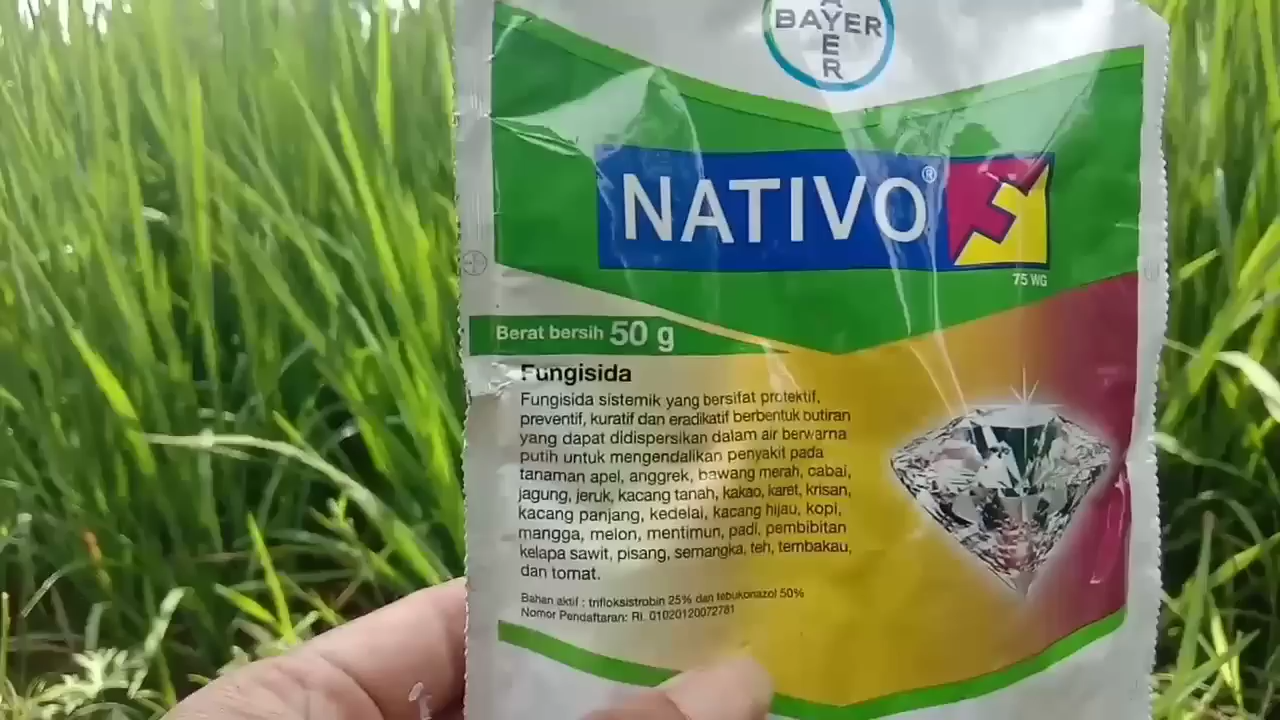 BAYER
BAYER
NATIVO®
75 WG
Berat bersih 50 g
Fungisida
Fungisida sistemik yang bersifat protektif,
preventif, kuratif dan eradikatif berbentuk butiran
yang dapat didispersikan dalam air berwarna
putih untuk mengendalikan penyakit pada
tanaman apel, anggrek, bawang merah, cabai,
jagung, jeruk, kacang tanah, kakao, karet, krisan,
kacang panjang, kedelai, kacang hijau, kopi,
mangga, melon, mentimun, padi, pembibitan
kelapa sawit, pisang, semangka, teh, tembakau,
dan tomat.
Bahan aktif : trifloksistrobin 25% dan tebukonazol 50%
Nomor Pendaftaran: RI. 01020120072781